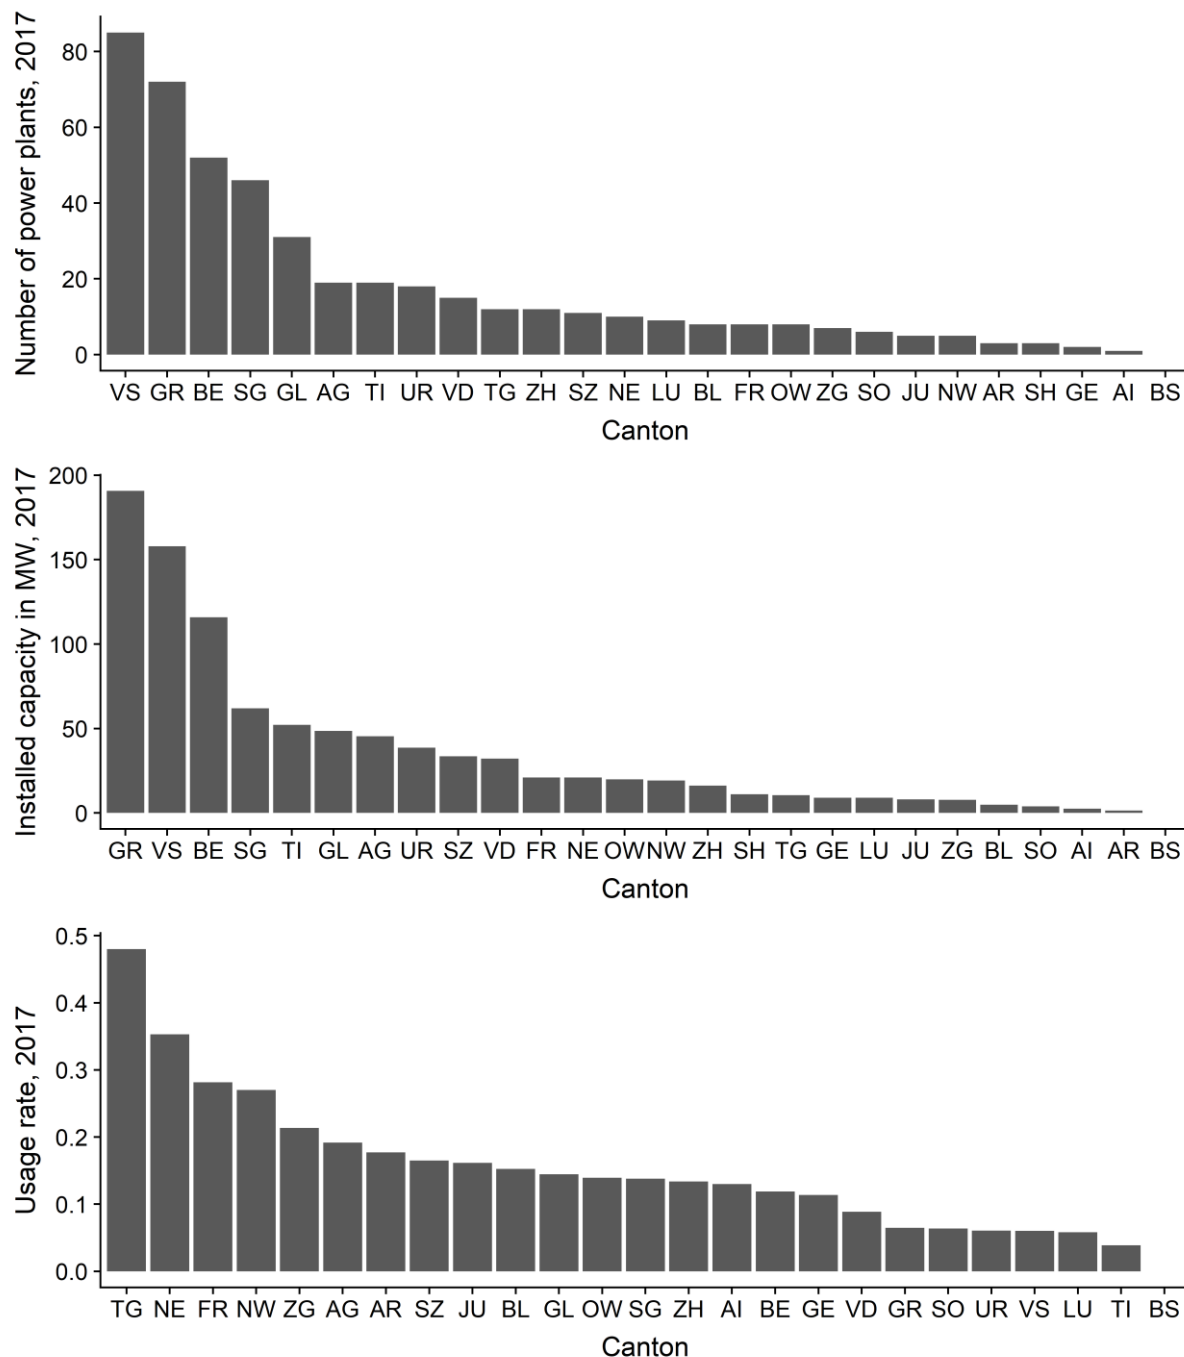 Number of power plants, 2017
80
60
40
20
0
VS GR BE SG GL AG TI UR VD TG ZH SZ NE LU BL FR OW ZG SO JU NW AR SH GE AI BS
Canton
Installed capacity in MW, 2017
200
150
100
50
0
GR VS BE SG TI GL AG UR SZ VD FR NE OW NW ZH SH TG GE LU JU ZG BL SO AI AR BS
Canton
Usage rate, 2017
0.5
0.4
0.3
0.2
0.1
0.0
TG NE FR NW ZG AG AR SZ JU BL GL OW SG ZH AI BE GE VD GR SO UR VS LU TI BS
Canton